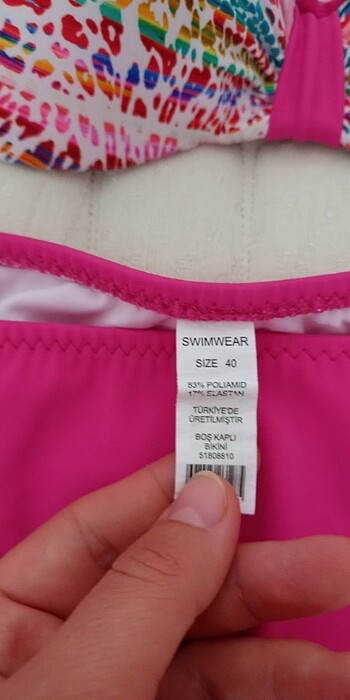 SWIMWEAR
SIZE 40
83% POLIAMID
17% ELASTAN
TÜRKİYE'DE
ÜRETİLMİŞTİR
BOŞ KAPLI
BİKİNİ
51808810